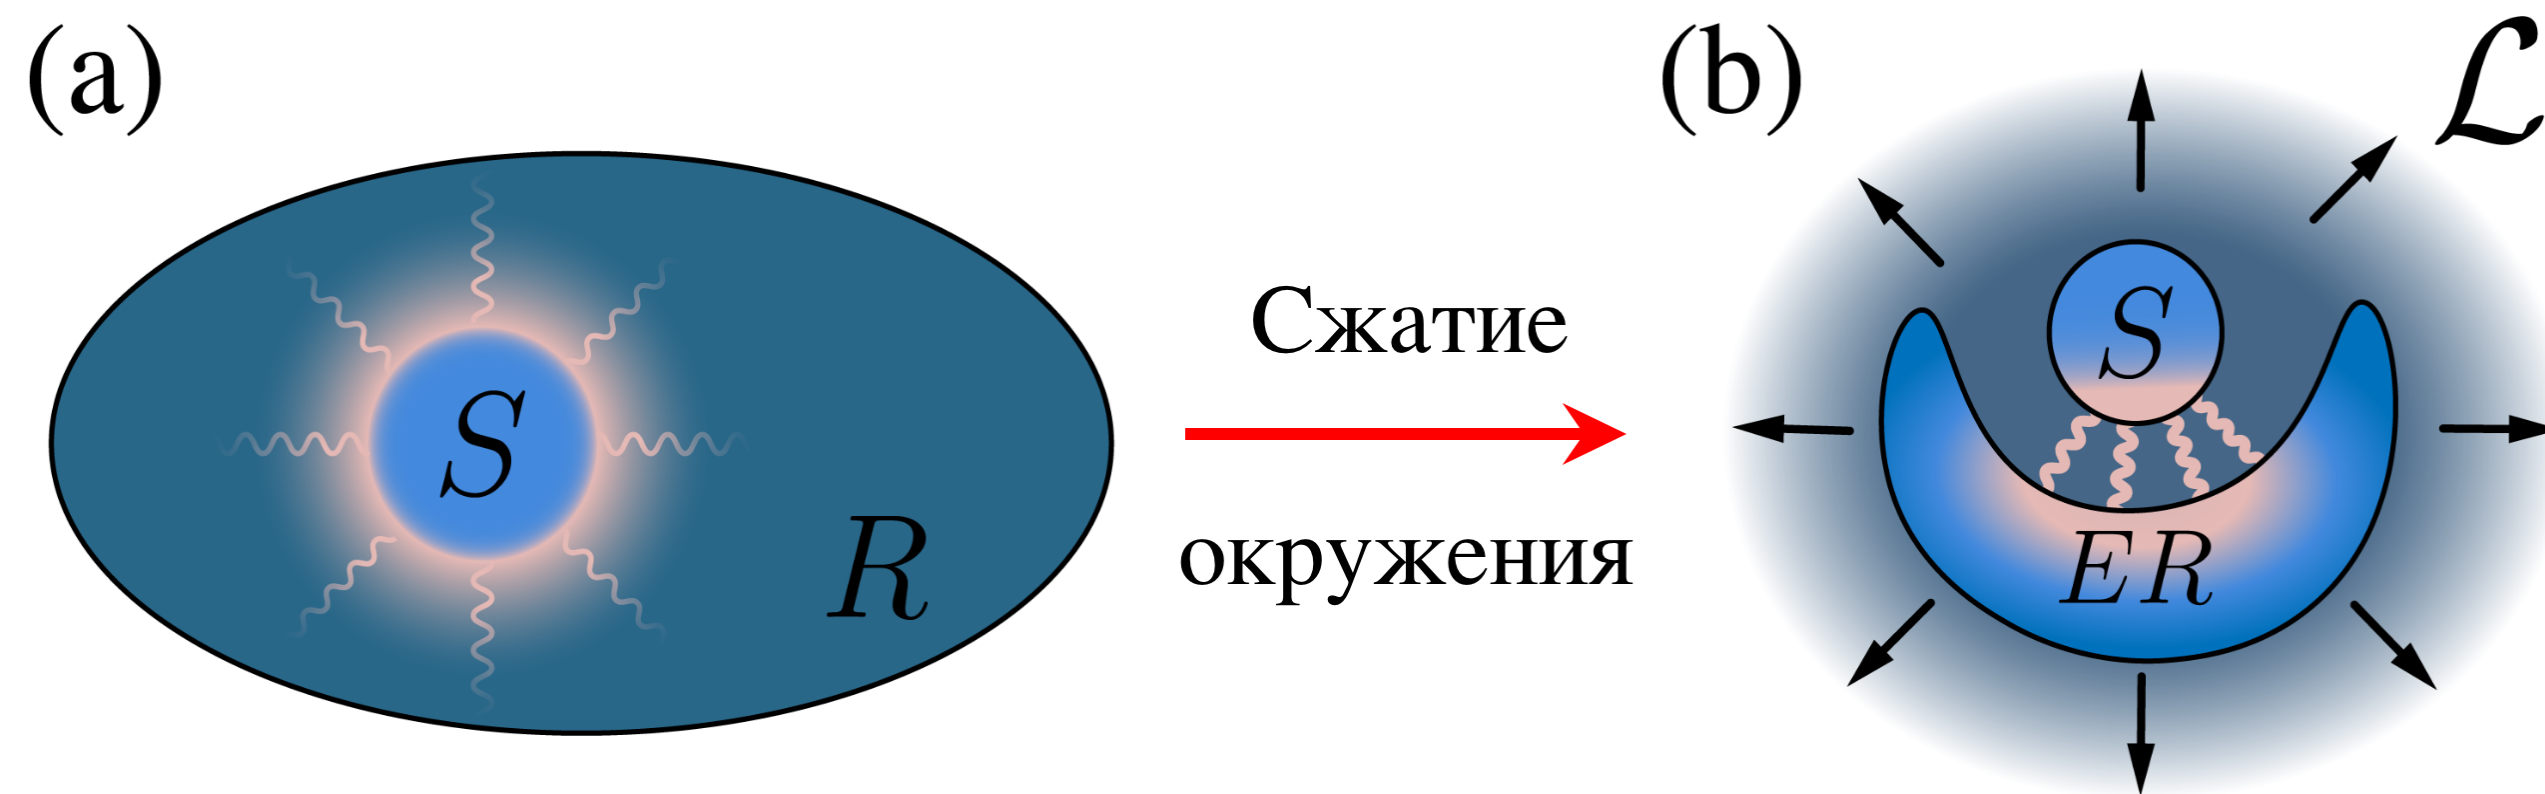 (a)
S
R
Сжатие
окружения
(b)
ℒ
S
ER